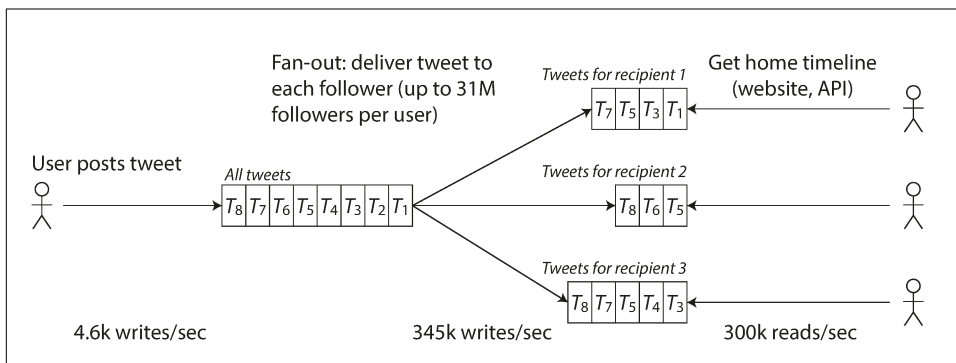 Fan-out: deliver tweet to
each follower (up to 31M
followers per user)
Tweets for recipient 1
T7 T5 T3 T1
Get home timeline
(website, API)
User posts tweet
All tweets
T8 T7 T6 T5 T4 T3 T2 T1
Tweets for recipient 2
T8 T6 T5
Tweets for recipient 3
T8 T7 T5 T4 T3
4.6k writes/sec
345k writes/sec
300k reads/sec